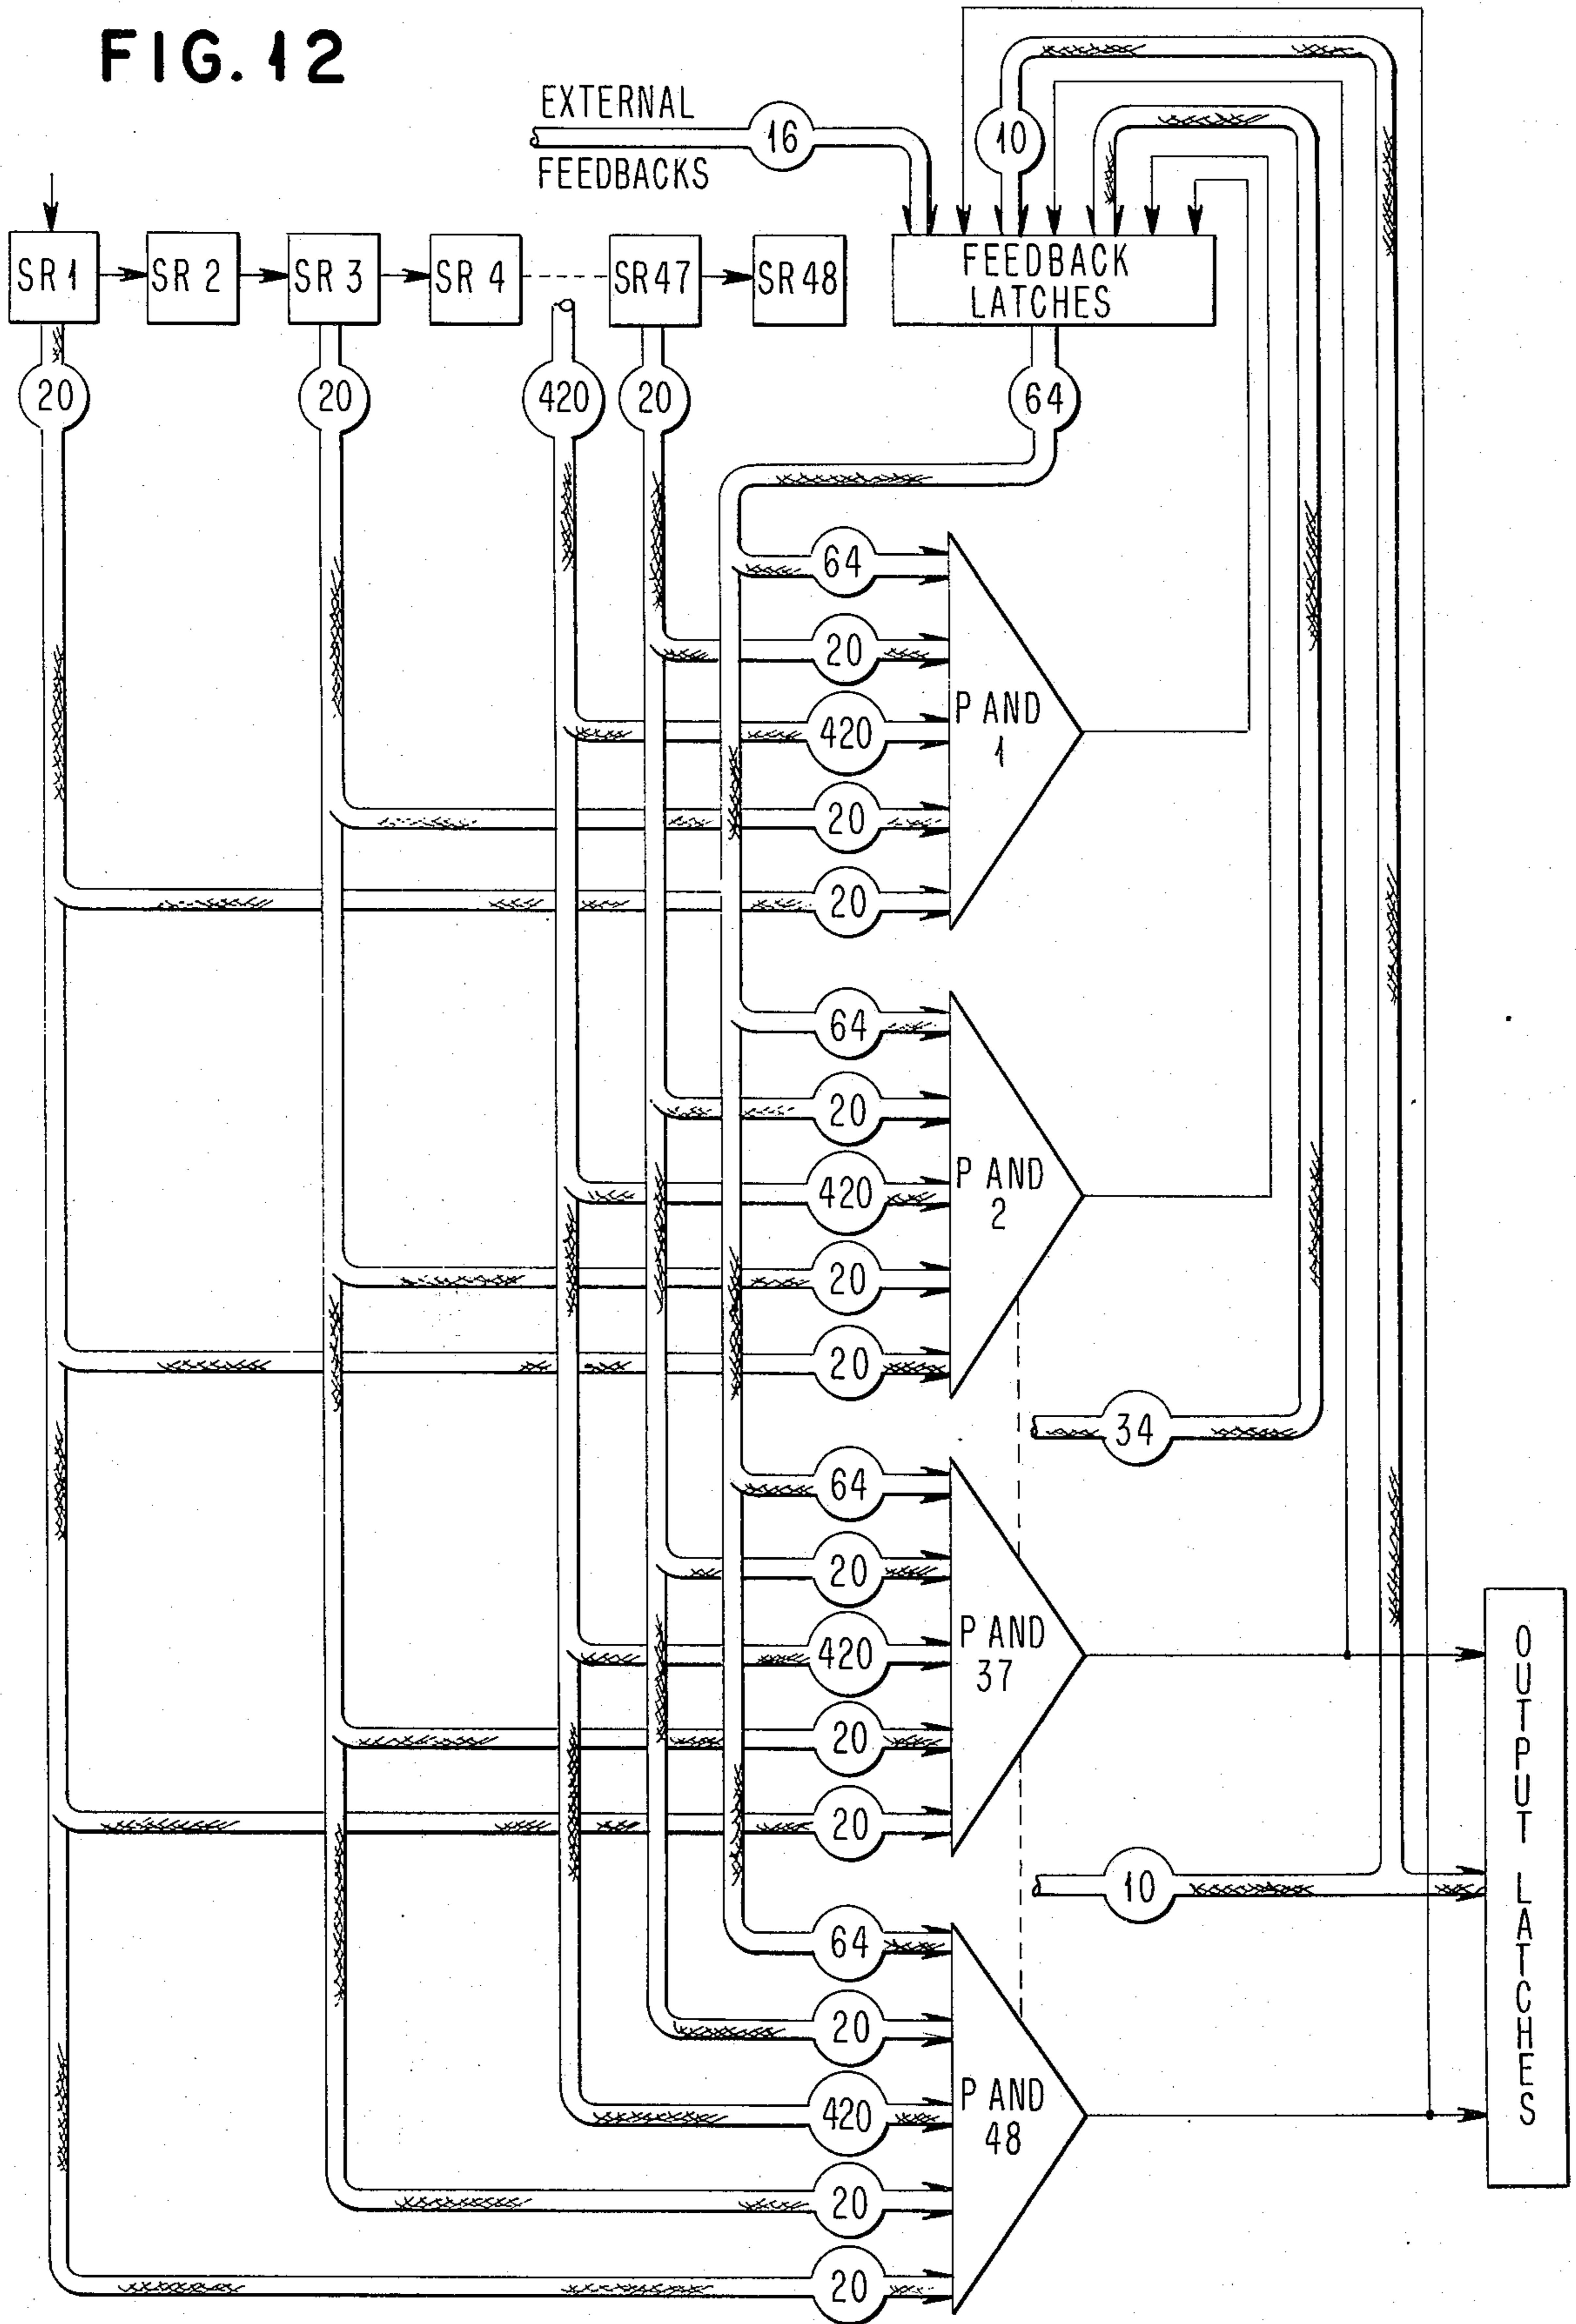 FIG. 12
EXTERNAL
FEEDBACKS
16
10
SR 1
SR 2
SR 3
SR 4
SR 47
SR 48
FEEDBACK
LATCHES
20
20
420
20
64
64
20
420
20
20
P AND
1
64
20
420
20
20
P AND
2
34
64
20
420
20
20
P AND
37
10
64
20
420
20
20
P AND
48
OUTPUT LATCHES